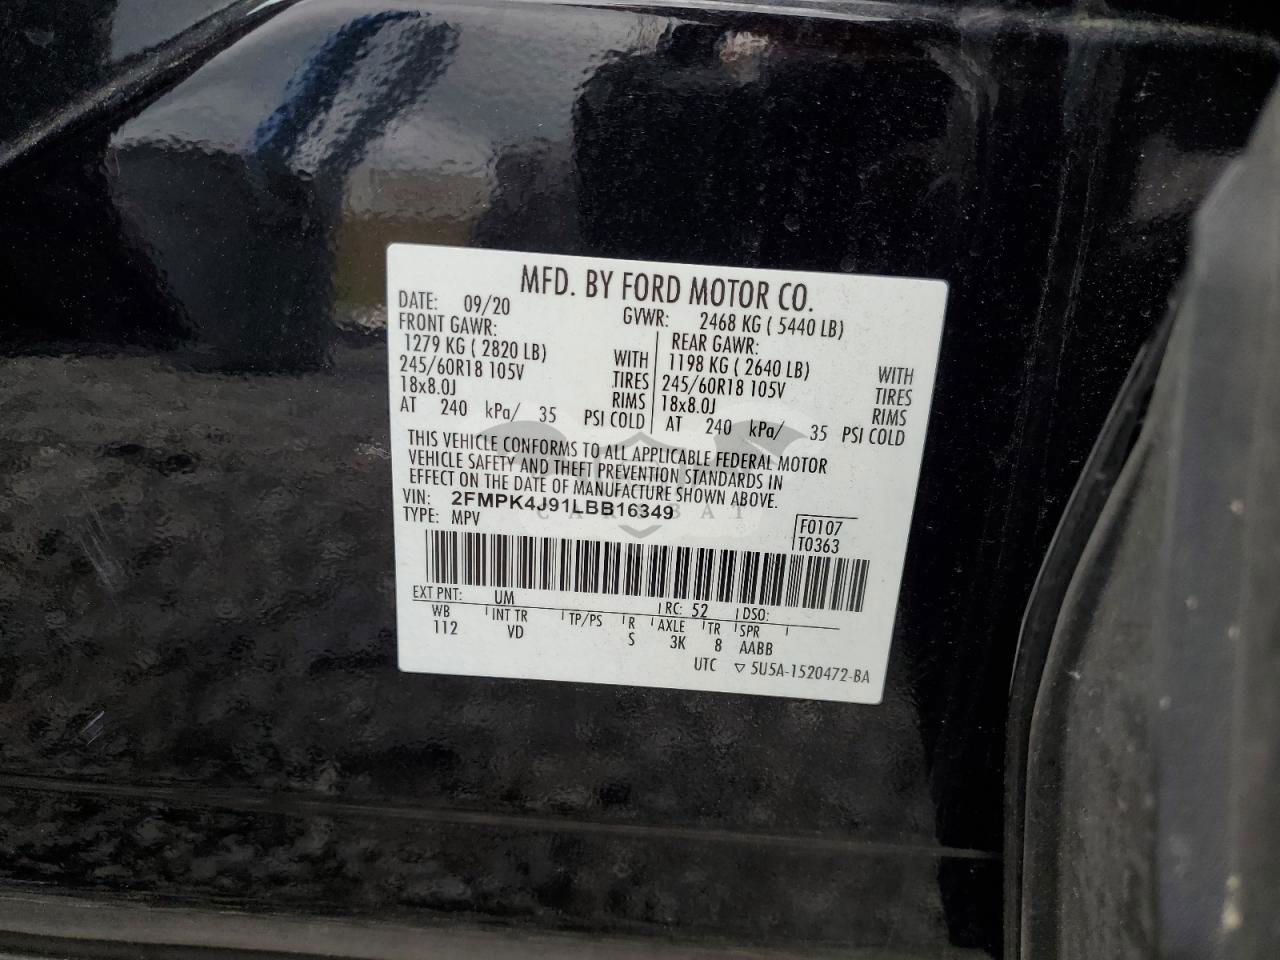 MFD. BY FORD MOTOR CO.
DATE: 09/20 GVWR: 2468 KG ( 5440 LB)
FRONT GAWR: REAR GAWR:
1279 KG ( 2820 LB) WITH 1198 KG ( 2640 LB) WITH
245/60R18 105V TIRES 245/60R18 105V TIRES
18x8.0J RIMS 18x8.0J RIMS
AT 240 kPa/ 35 PSI COLD AT 240 kPa/ 35 PSI COLD
THIS VEHICLE CONFORMS TO ALL APPLICABLE FEDERAL MOTOR
VEHICLE SAFETY AND THEFT PREVENTION STANDARDS IN
EFFECT ON THE DATE OF MANUFACTURE SHOWN ABOVE.
VIN: 2FMPK4J91LBB16349
TYPE: MPV
F0107
T0363
EXT PNT: UM RC: 52 DSO:
WB INT TR TP/PS R AXLE TR SPR
112 VD S 3K 8 AABB
UTC ▽ 5U5A-1520472-BA